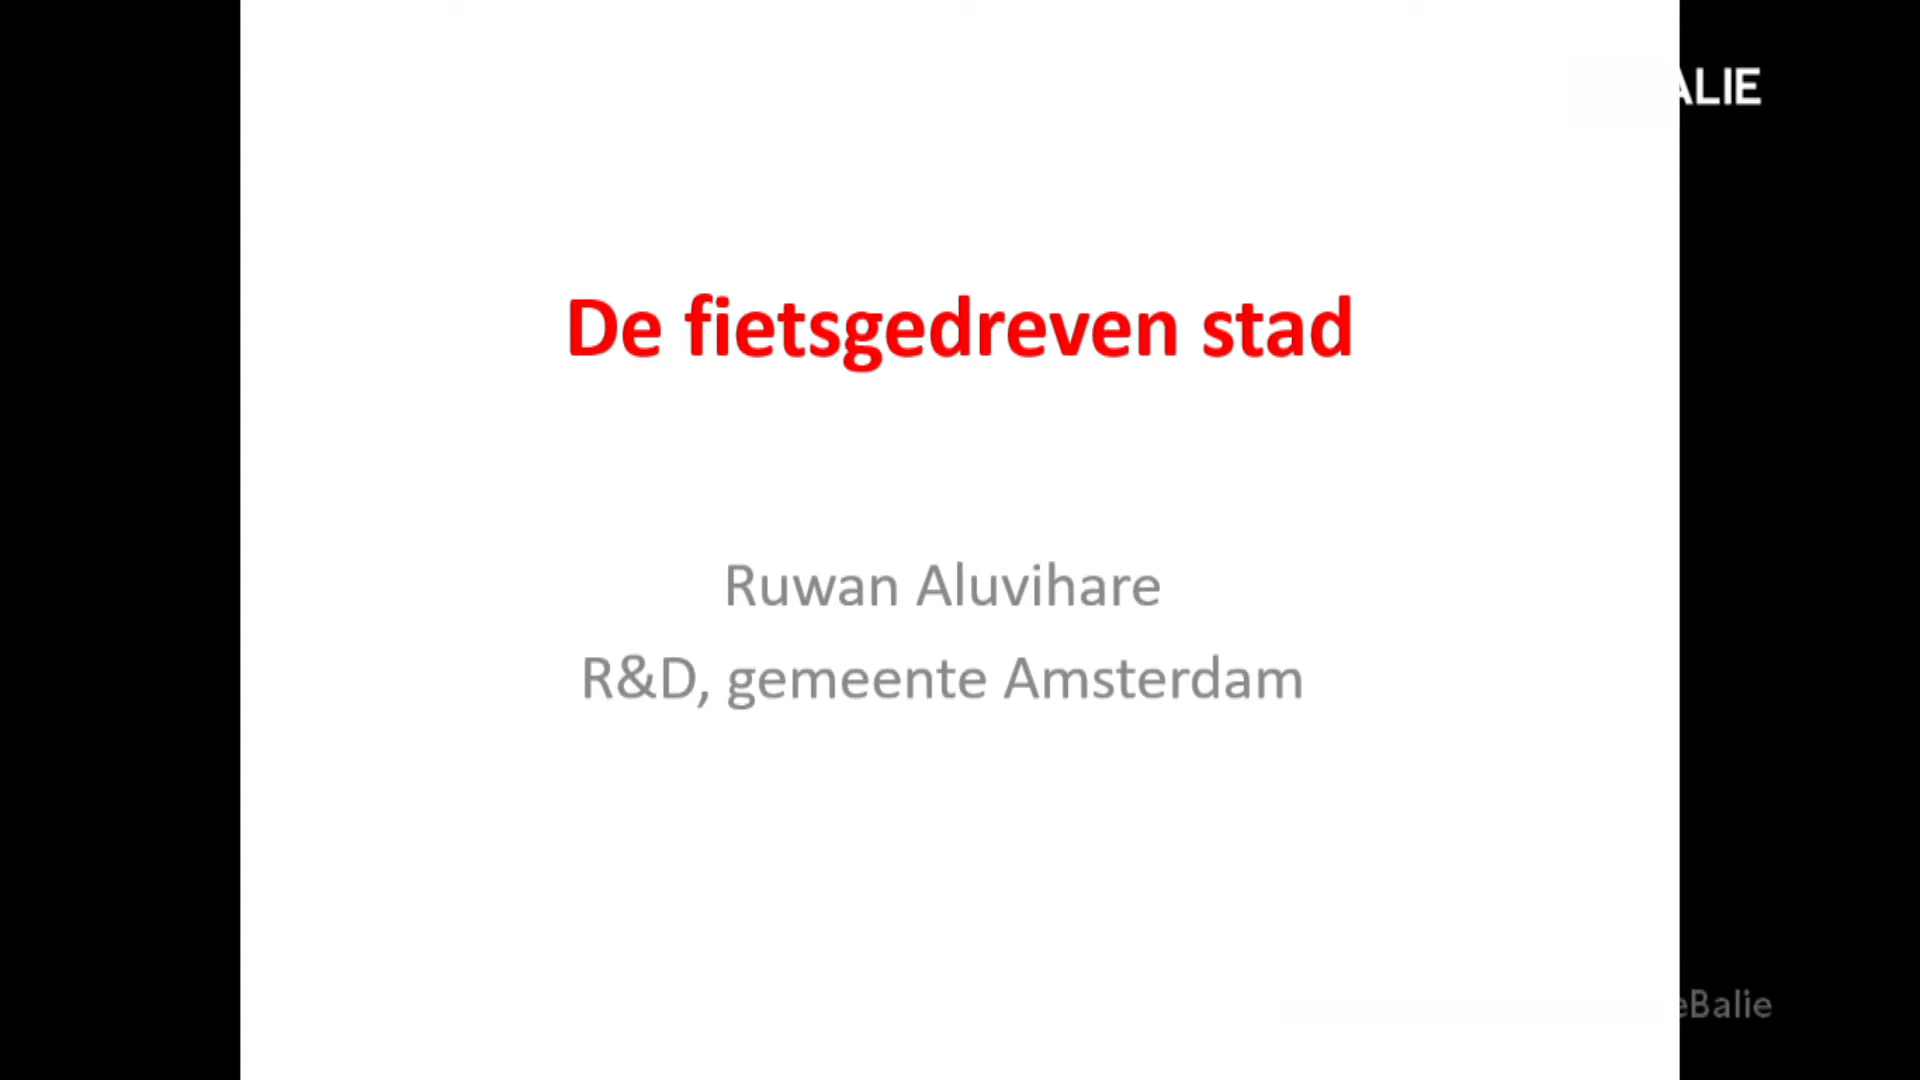 ALIE
De fietsgedreven stad
Ruwan Aluvihare
R&D, gemeente Amsterdam
eBalie